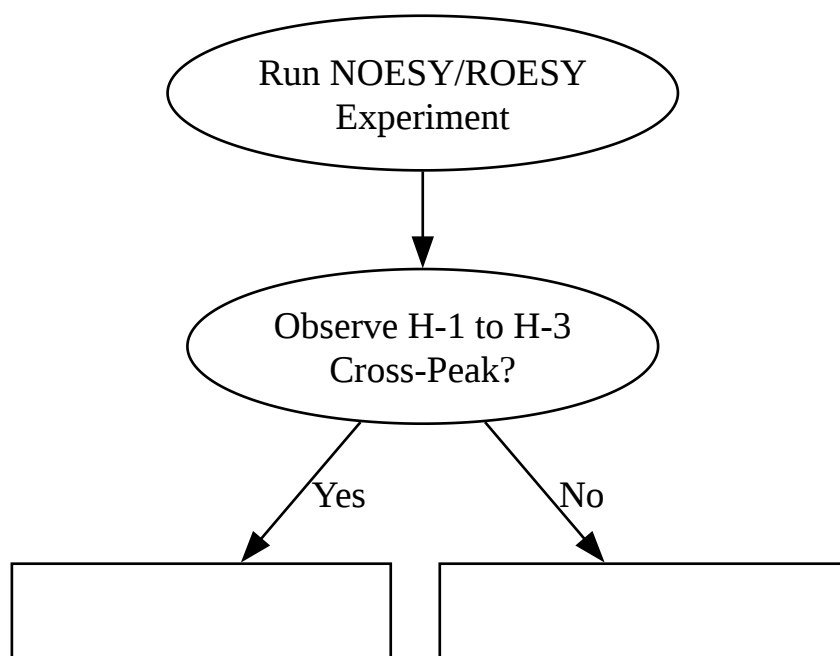 Run NOESY/ROESY
Experiment
Observe H-1 to H-3
Cross-Peak?
Yes
No